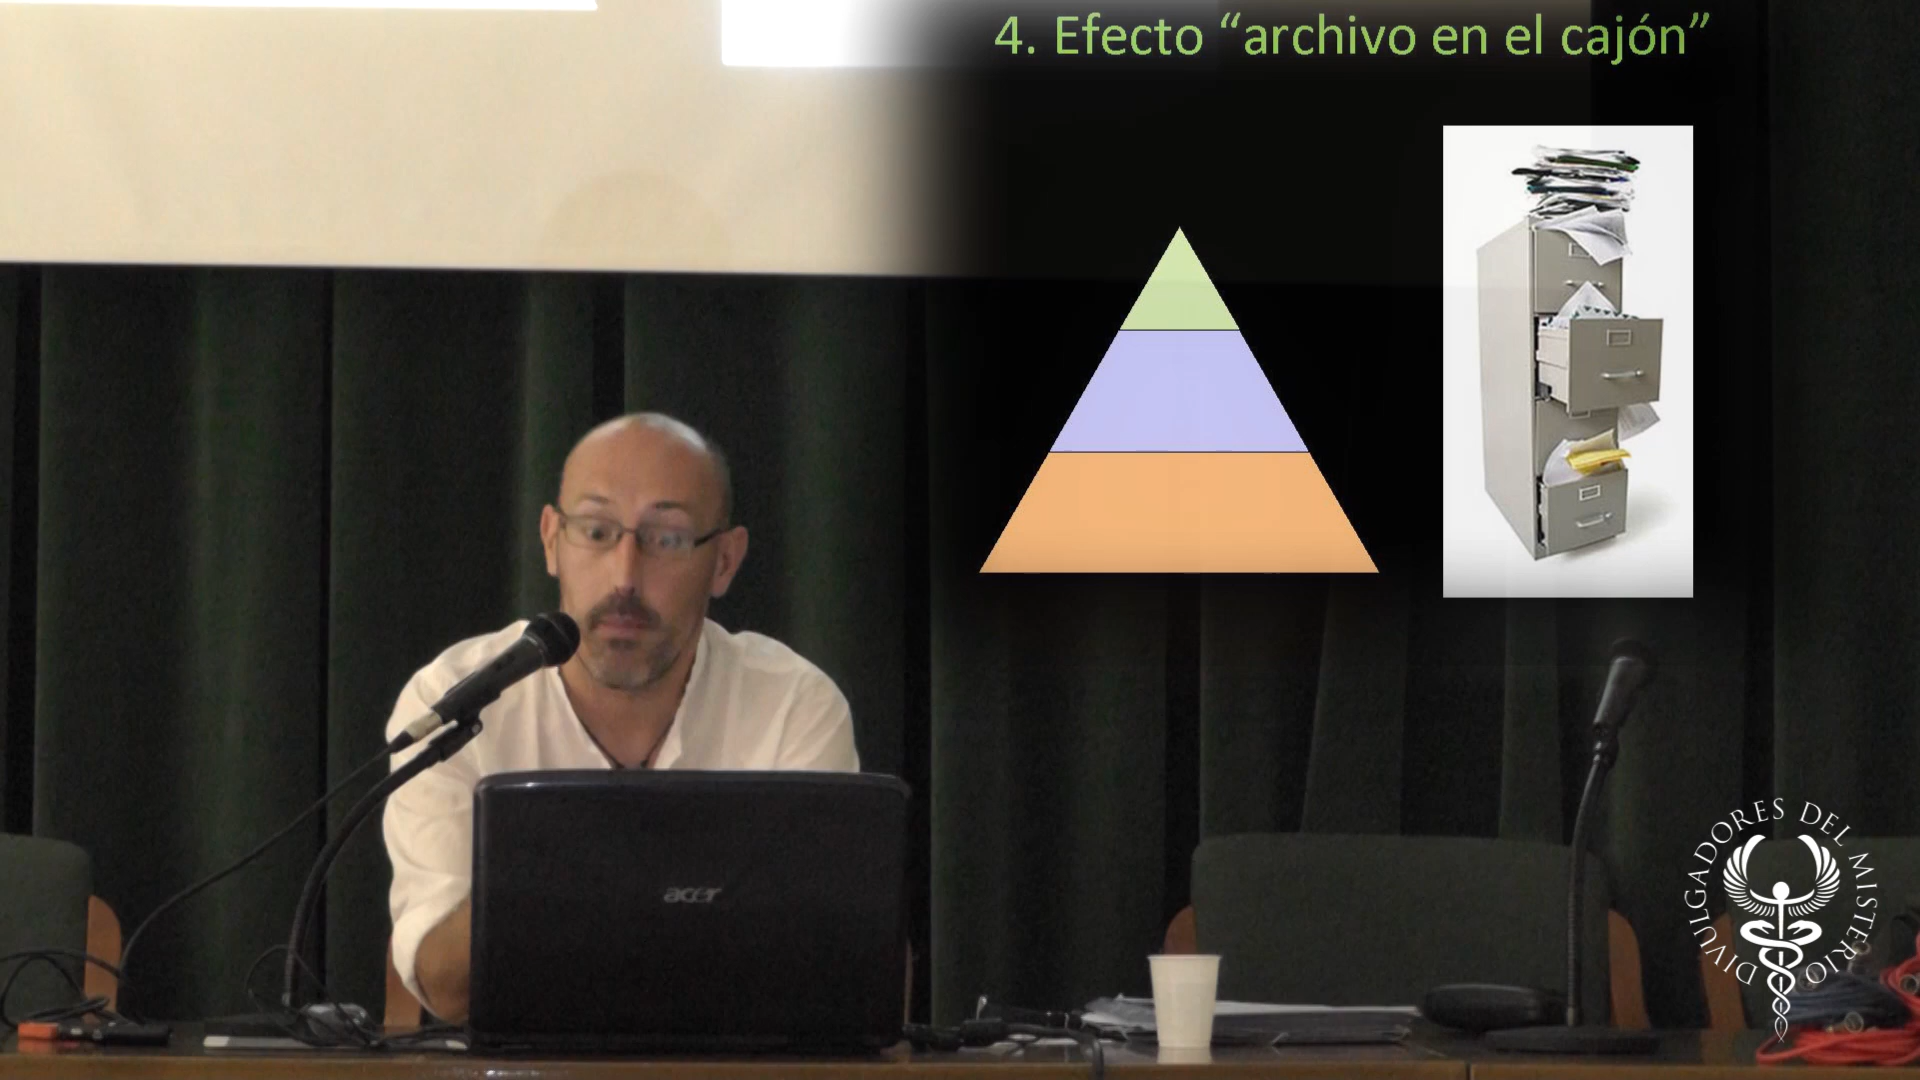 4. Efecto “archivo en el cajón”
acer
DIVULGADORES DEL MISTERIO